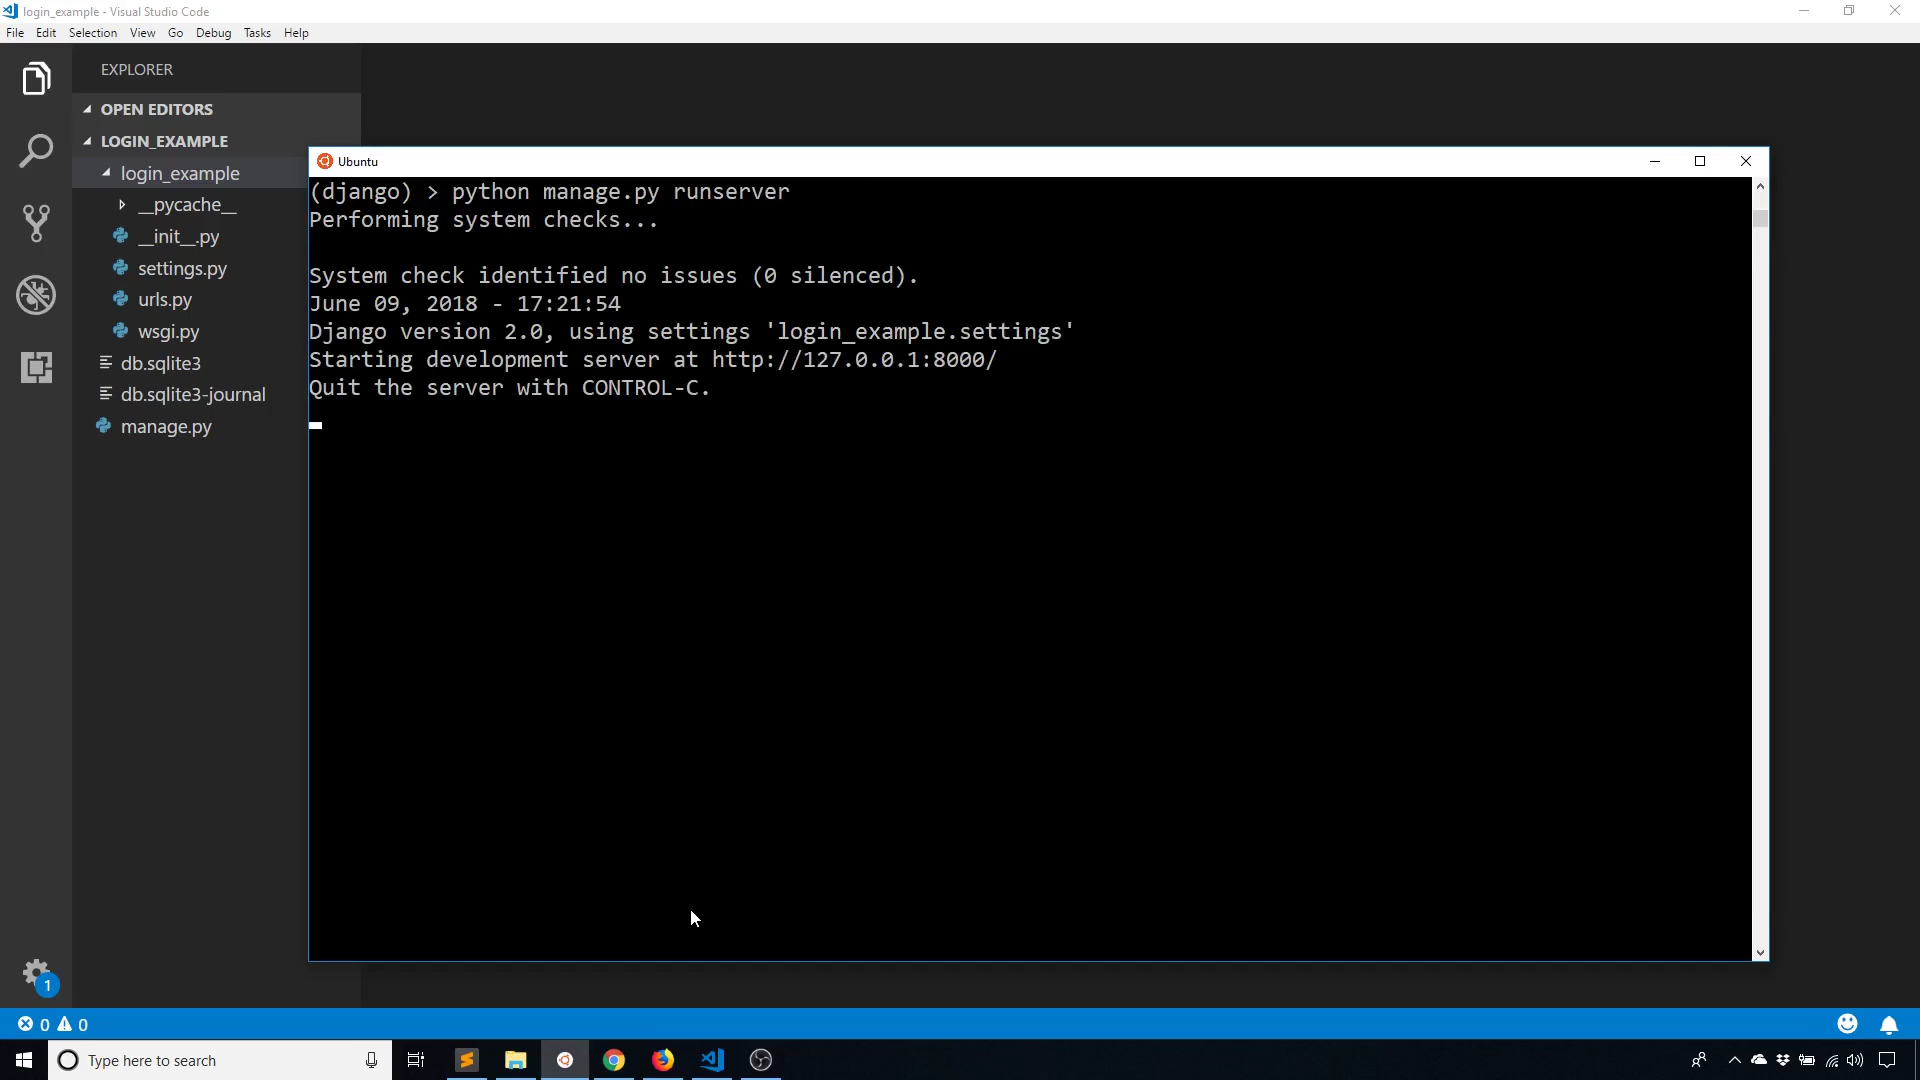 login_example - Visual Studio Code
File Edit Selection View Go Debug Tasks Help
EXPLORER
OPEN EDITORS
LOGIN_EXAMPLE
login_example
__pycache__
__init__.py
settings.py
urls.py
wsgi.py
db.sqlite3
db.sqlite3-journal
manage.py
Ubuntu
(django) > python manage.py runserver
Performing system checks...
System check identified no issues (0 silenced).
June 09, 2018 - 17:21:54
Django version 2.0, using settings 'login_example.settings'
Starting development server at http://127.0.0.1:8000/
Quit the server with CONTROL-C.
1
0 0
Type here to search